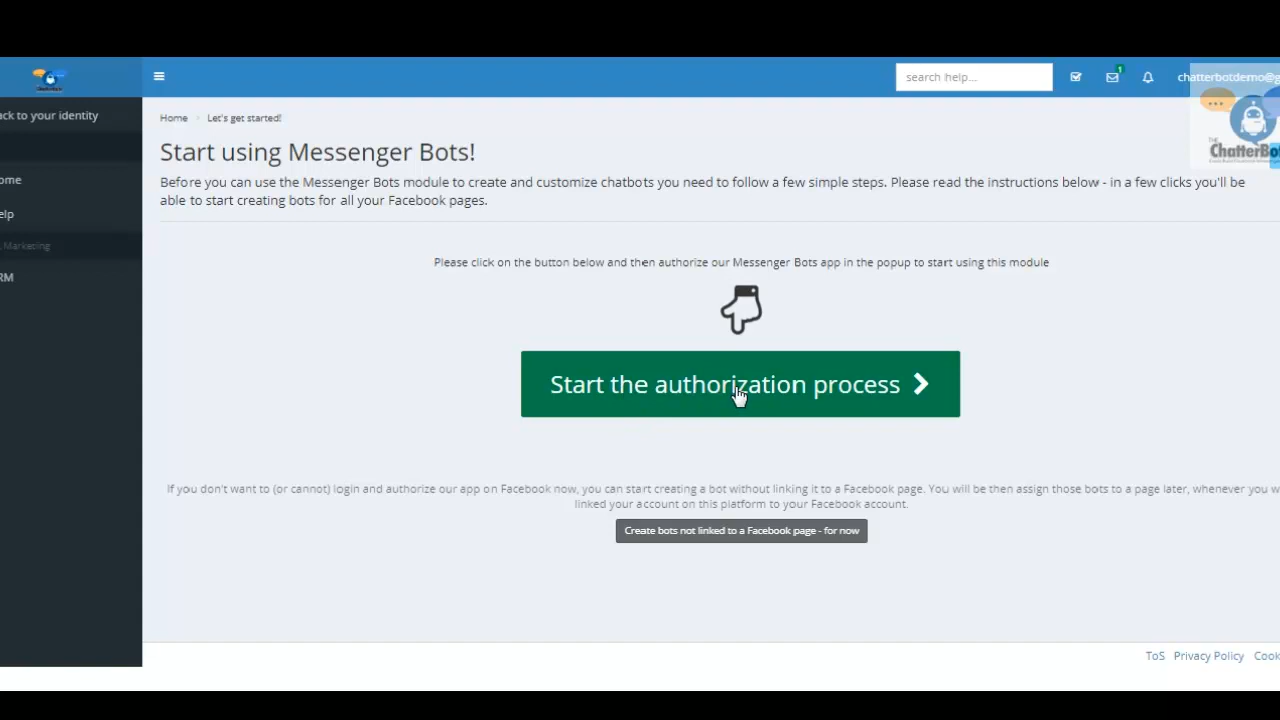 search help...
1
chatterbotdemo@g
THE
ChatterBot
ack to your identity
Home Let's get started!
Start using Messenger Bots!
ome
Before you can use the Messenger Bots module to create and customize chatbots you need to follow a few simple steps. Please read the instructions below - in a few clicks you'll be
able to start creating bots for all your Facebook pages.
elp
Marketing
RM
Please click on the button below and then authorize our Messenger Bots app in the popup to start using this module
Start the authorization process
If you don't want to (or cannot) login and authorize our app on Facebook now, you can start creating a bot without linking it to a Facebook page. You will be then assign those bots to a page later, whenever you w
linked your account on this platform to your Facebook account.
Create bots not linked to a Facebook page - for now
ToS Privacy Policy Cook